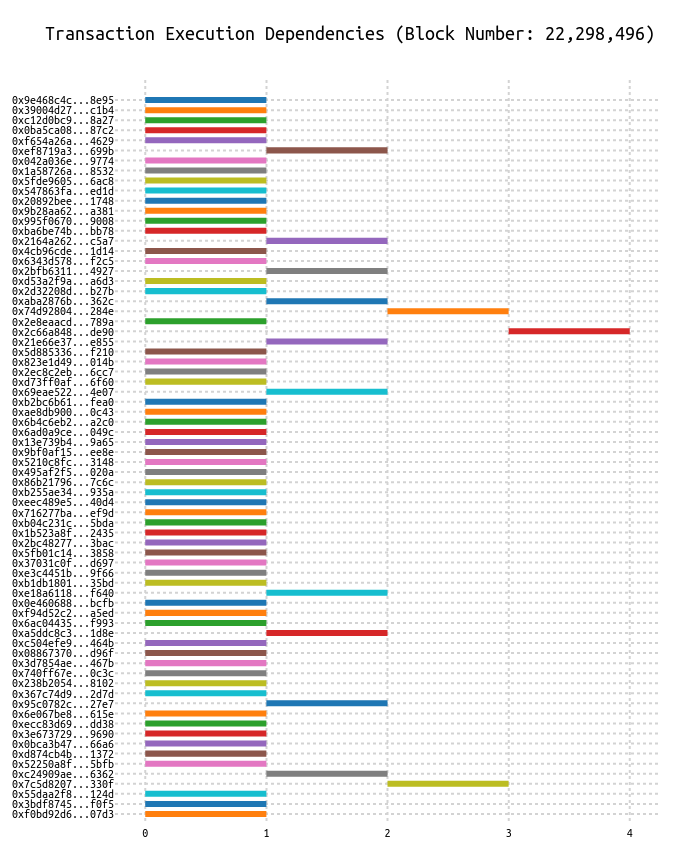 Transaction Execution Dependencies (Block Number: 22,298,496)
0x9e468c4c...8e95
0x39004d27...c1b4
0xc12d0bc9...8a27
0x0ba5ca08...87c2
0xf654a26a...4629
0xef8719a3...699b
0x042a036e...9774
0x1a58726a...8532
0x5fde9605...6ac8
0x547863fa...ed1d
0x20892bee...1748
0x9b28aa62...a381
0x995f0670...9008
0xba6be74b...bb78
0x2164a262...c5a7
0x4cb96cde...1d14
0x6343d578...f2c5
0x2bfb6311...4927
0xd53a2f9a...a6d3
0x2d32208d...b27b
0xaba2876b...362c
0x74d92804...284e
0x2e8eaacd...789a
0x2c66a848...de90
0x21e66e37...e855
0x5d885336...f210
0x823e1d49...014b
0x2ec8c2eb...6cc7
0xd73ff0af...6f60
0x69eae522...4e07
0xb2bc6b61...fea0
0xae8db900...0c43
0x6b4c6eb2...a2c0
0x6ad0a9ce...049c
0x13e739b4...9a65
0x9bf0af15...ee8e
0x5210c8fc...3148
0x495af2f5...020a
0x86b21796...7c6c
0xb255ae34...935a
0xeec489e5...40d4
0x716277ba...ef9d
0xb04c231c...5bda
0x1b523a8f...2435
0x2bc48277...3bac
0x5fb01c14...3858
0x37031c0f...d697
0xe3c4451b...9f66
0xb1db1801...35bd
0xe18a6118...f640
0x0e460688...bcfb
0xf94d52c2...a5ed
0x6ac04435...f993
0xa5ddc8c3...1d8e
0xc504efe9...464b
0x08867370...d96f
0x3d7854ae...467b
0x740ff67e...0c3c
0x238b2054...8102
0x367c74d9...2d7d
0x95c0782c...27e7
0x6e067be8...615e
0xecc83d69...dd38
0x3e673729...9690
0x0bca3b47...66a6
0xd874cb4b...1372
0x52250a8f...5bfb
0xc24909ae...6362
0x7c5d8207...330f
0x55daa2f8...124d
0x3bdf8745...f0f5
0xf0bd92d6...07d3
0 1 2 3 4